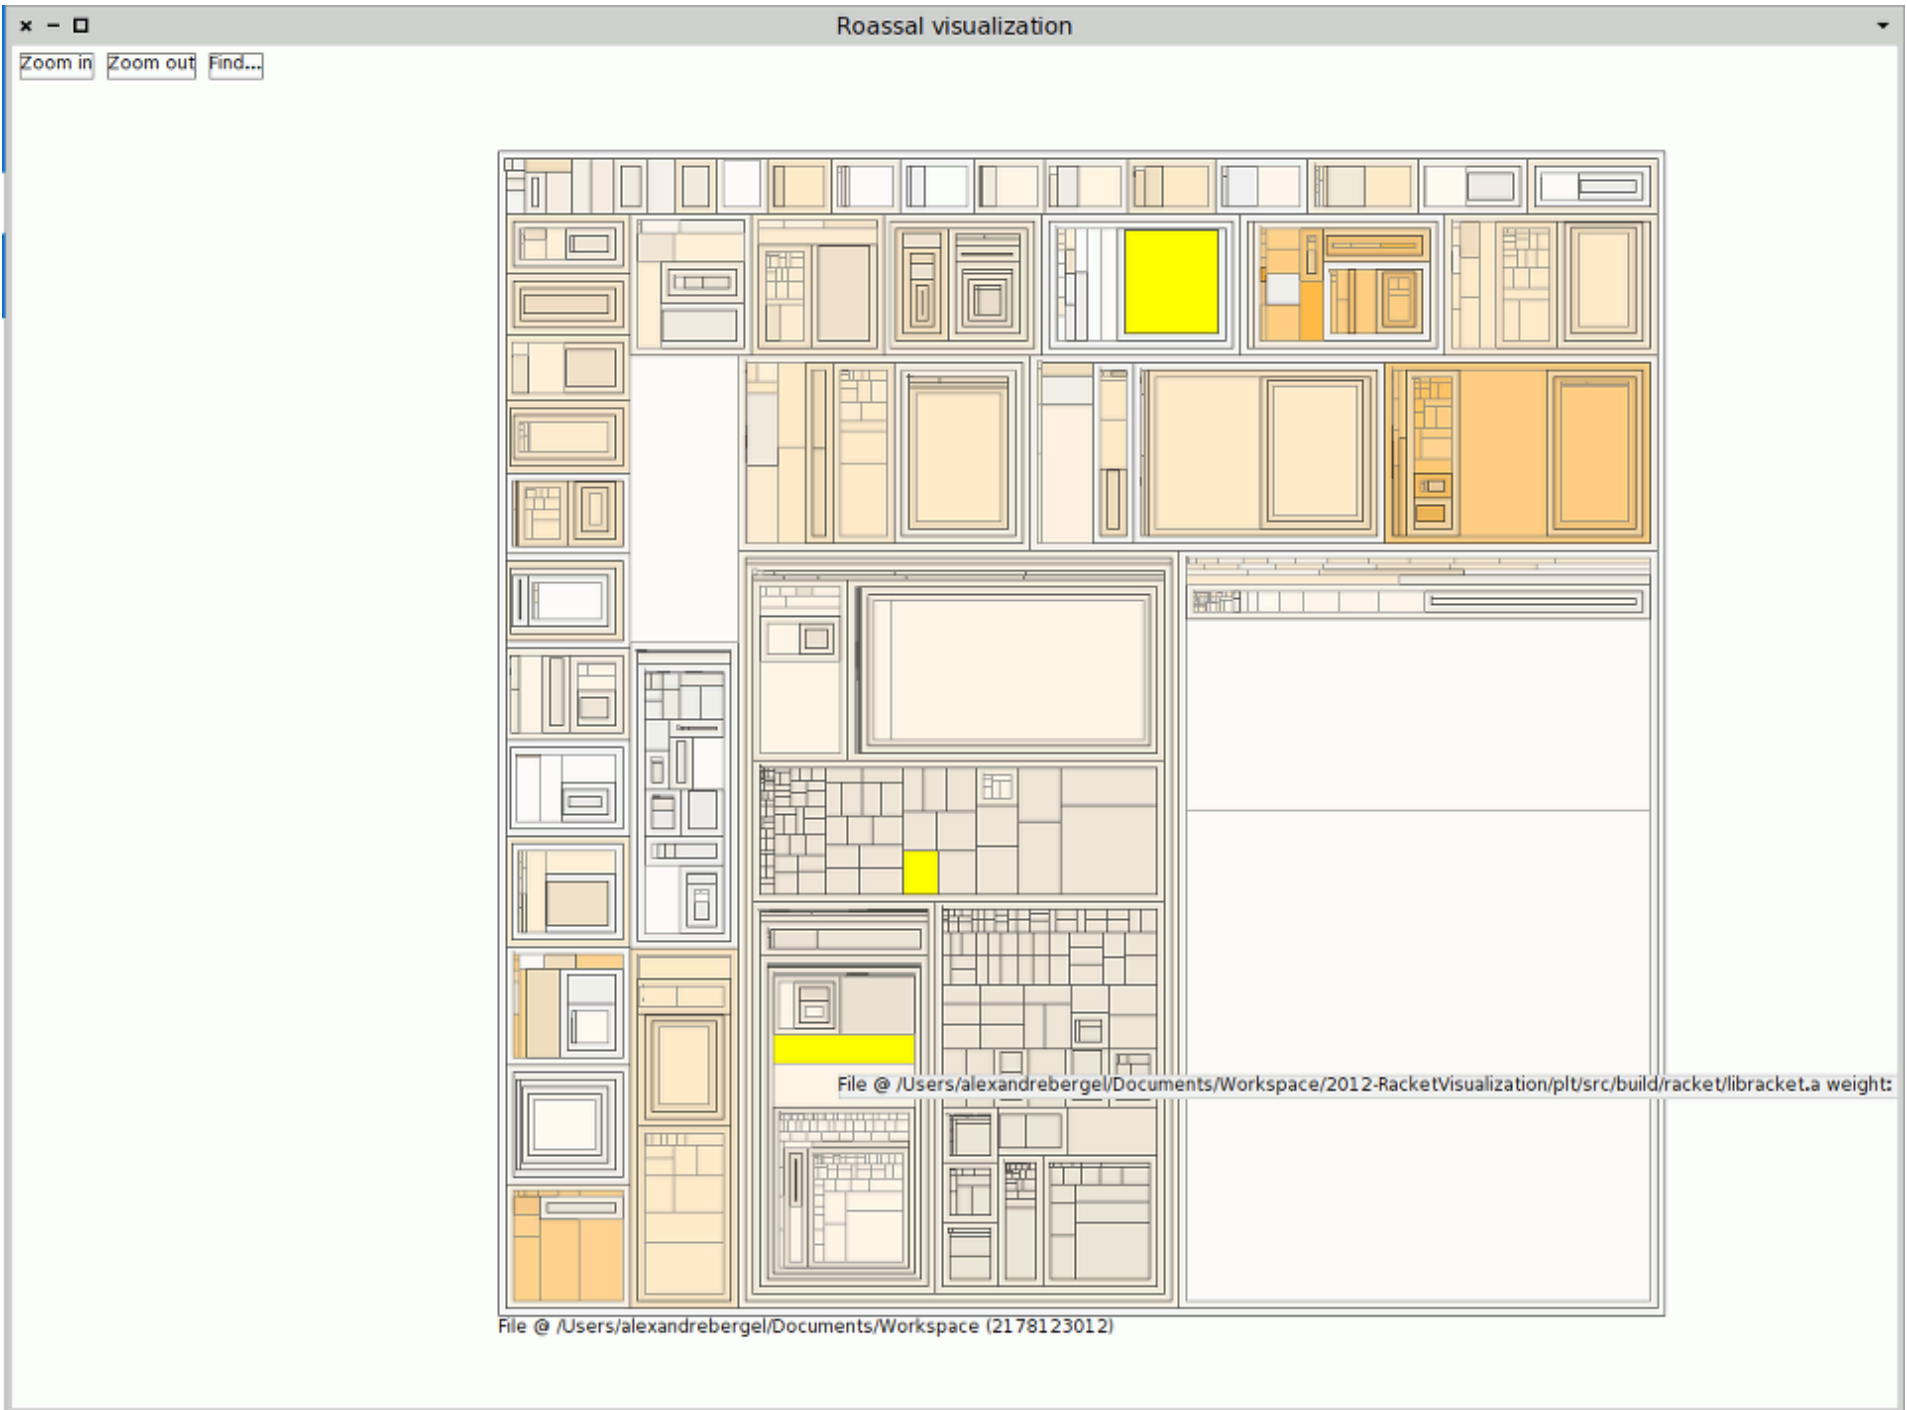 Roassal visualization
Zoom in Zoom out Find...
File @ /Users/alexandrebergel/Documents/Workspace/2012-RacketVisualization/plt/src/build/racket/libracket.a weight:
File @ /Users/alexandrebergel/Documents/Workspace (2178123012)